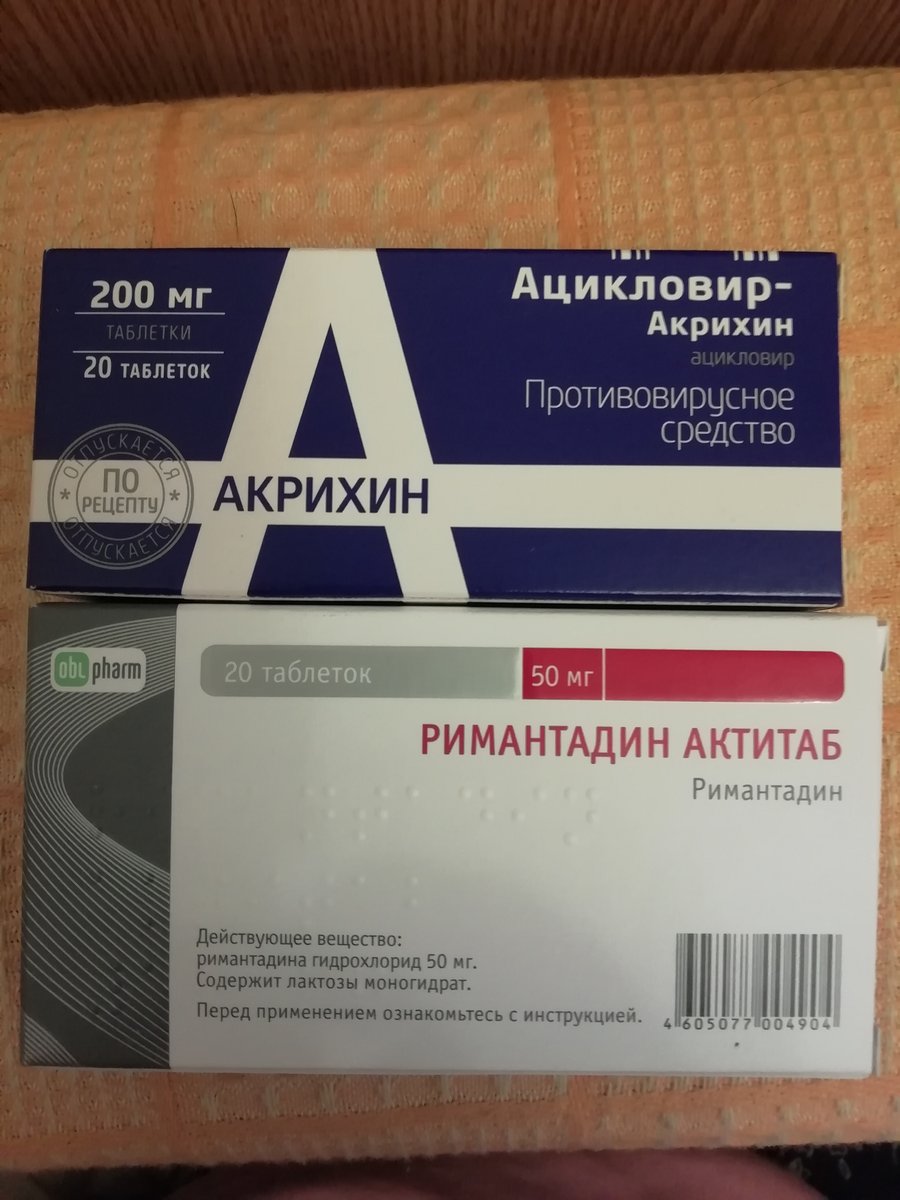 200 мг
ТАБЛЕТКИ
20 ТАБЛЕТОК
ОТПУСКАЕТСЯ
ПО
РЕЦЕПТУ
ОТПУСКАЕТСЯ
АКРИХИН
Ацикловир-
Акрихин
ацикловир
Противовирусное
средство
obl pharm
20 таблеток
50 мг
РИМАНТАДИН АКТИТАБ
Римантадин
Действующее вещество:
римантадина гидрохлорид 50 мг.
Содержит лактозы моногидрат.
Перед применением ознакомьтесь с инструкцией.
4 605077 004904